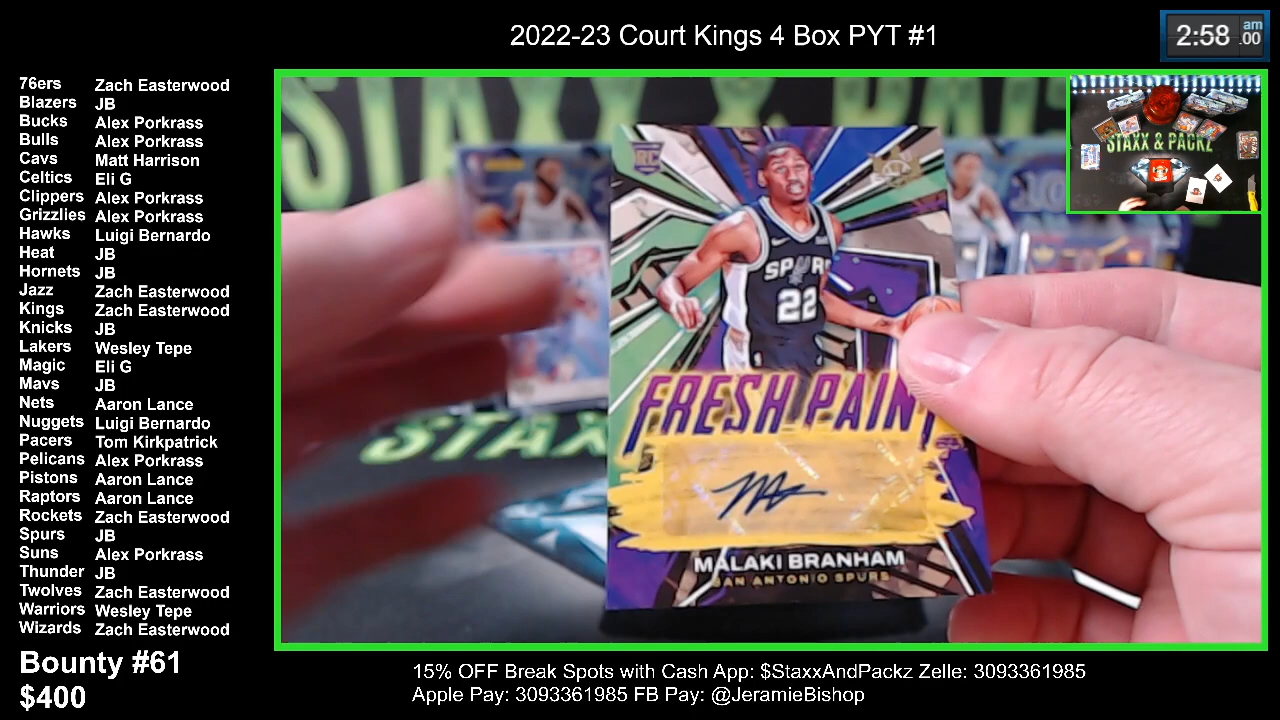 2022-23 Court Kings 4 Box PYT #1
2:58 am .00
76ers Zach Easterwood
Blazers JB
Bucks Alex Porkrass
Bulls Alex Porkrass
Cavs Matt Harrison
Celtics Eli G
Clippers Alex Porkrass
Grizzlies Alex Porkrass
Hawks Luigi Bernardo
Heat JB
Hornets JB
Jazz Zach Easterwood
Kings Zach Easterwood
Knicks JB
Lakers Wesley Tepe
Magic Eli G
Mavs JB
Nets Aaron Lance
Nuggets Luigi Bernardo
Pacers Tom Kirkpatrick
Pelicans Alex Porkrass
Pistons Aaron Lance
Raptors Aaron Lance
Rockets Zach Easterwood
Spurs JB
Suns Alex Porkrass
Thunder JB
Twolves Zach Easterwood
Warriors Wesley Tepe
Wizards Zach Easterwood
Bounty #61
$400
STAXX & PACKZ
STAXX & PACKZ
RC
SPURS
22
FRESH PAINT
MALAKI BRANHAM
SAN ANTONIO SPURS
STAX
15% OFF Break Spots with Cash App: $StaxxAndPackz Zelle: 3093361985
Apple Pay: 3093361985 FB Pay: @JeramieBishop